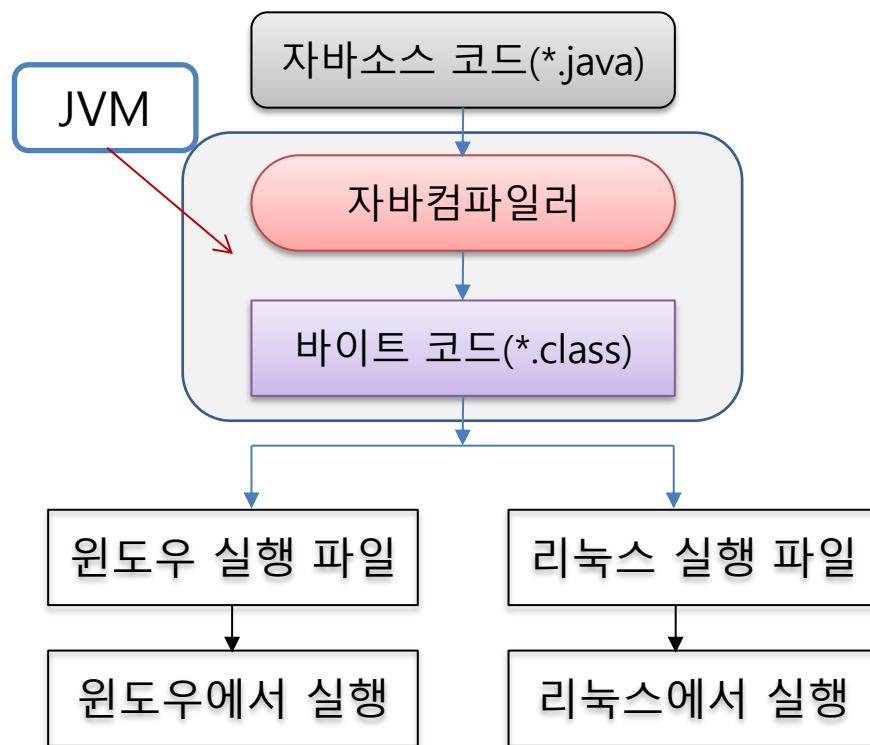 자바소스 코드(*.java)
JVM
자바컴파일러
바이트 코드(*.class)
윈도우 실행 파일
리눅스 실행 파일
윈도우에서 실행
리눅스에서 실행